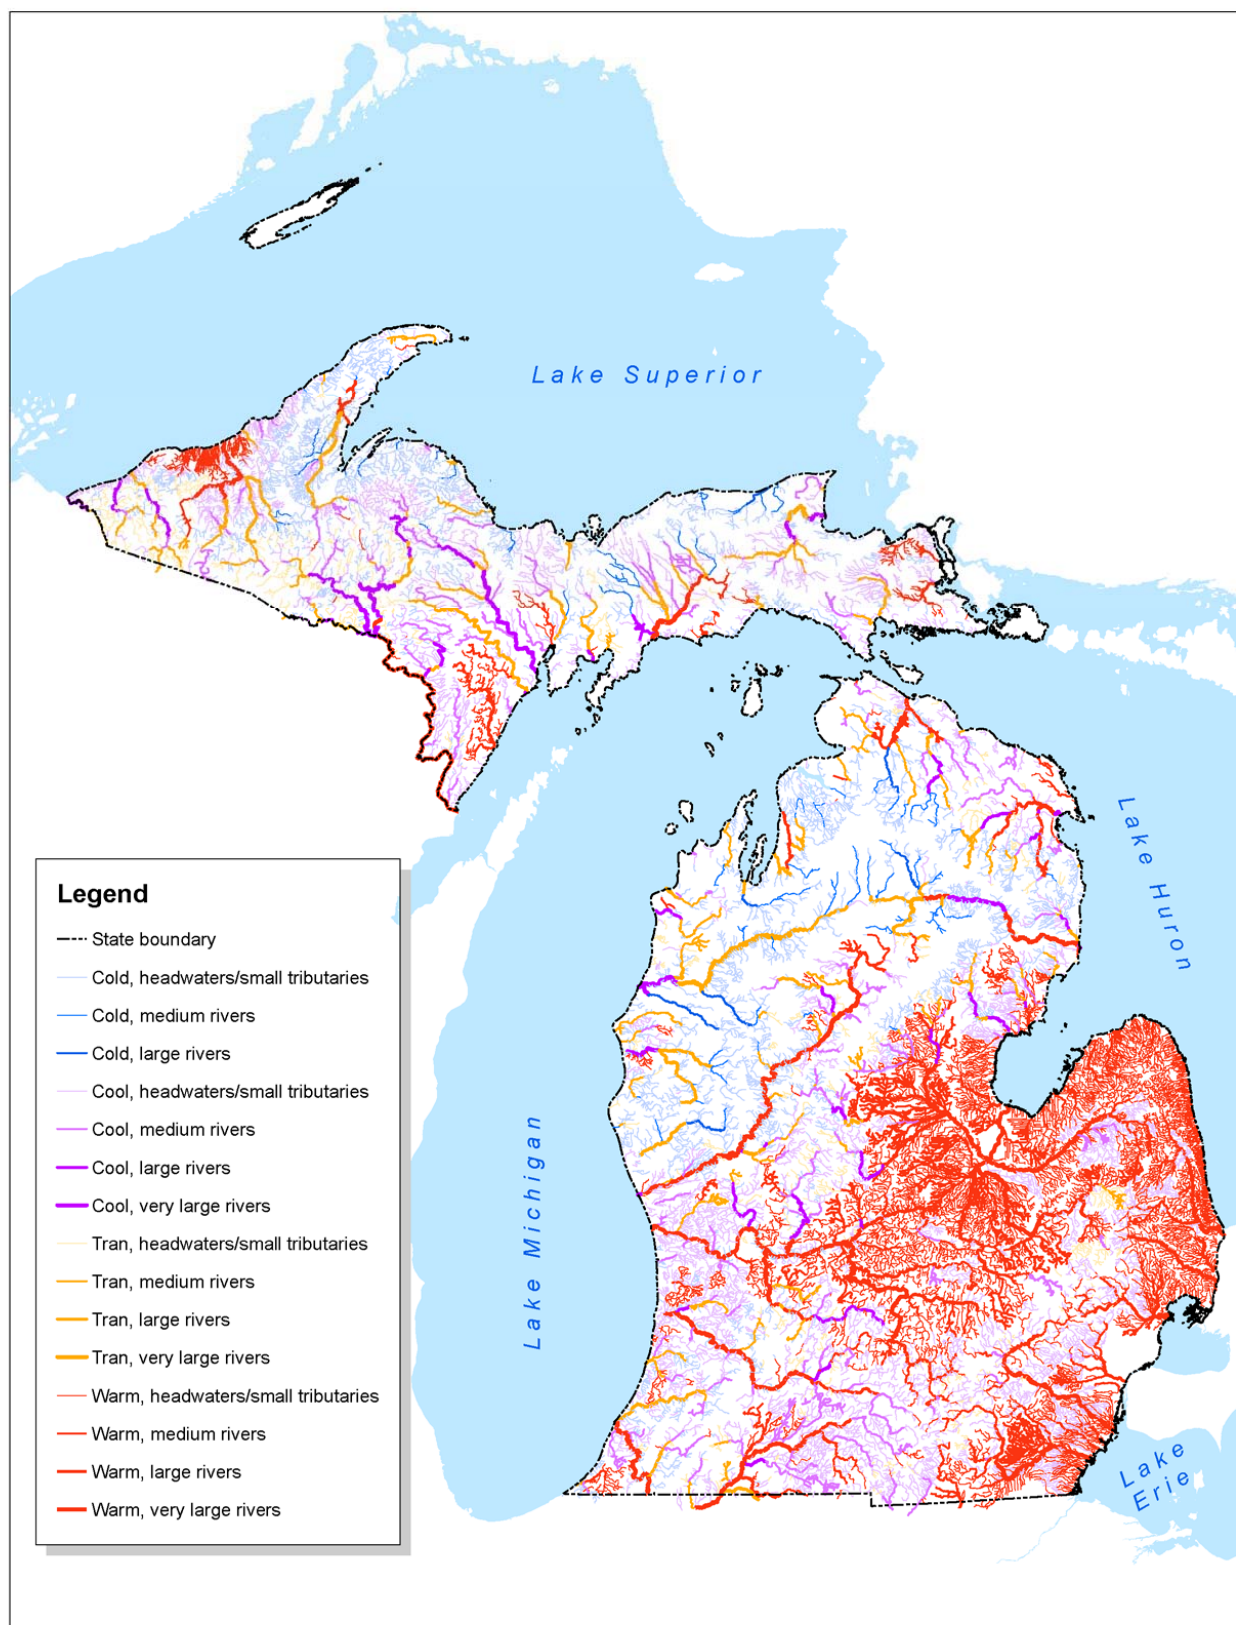 Lake Superior
Lake Huron
Lake Michigan
Lake
Erie
Legend
State boundary
Cold, headwaters/small tributaries
Cold, medium rivers
Cold, large rivers
Cool, headwaters/small tributaries
Cool, medium rivers
Cool, large rivers
Cool, very large rivers
Tran, headwaters/small tributaries
Tran, medium rivers
Tran, large rivers
Tran, very large rivers
Warm, headwaters/small tributaries
Warm, medium rivers
Warm, large rivers
Warm, very large rivers